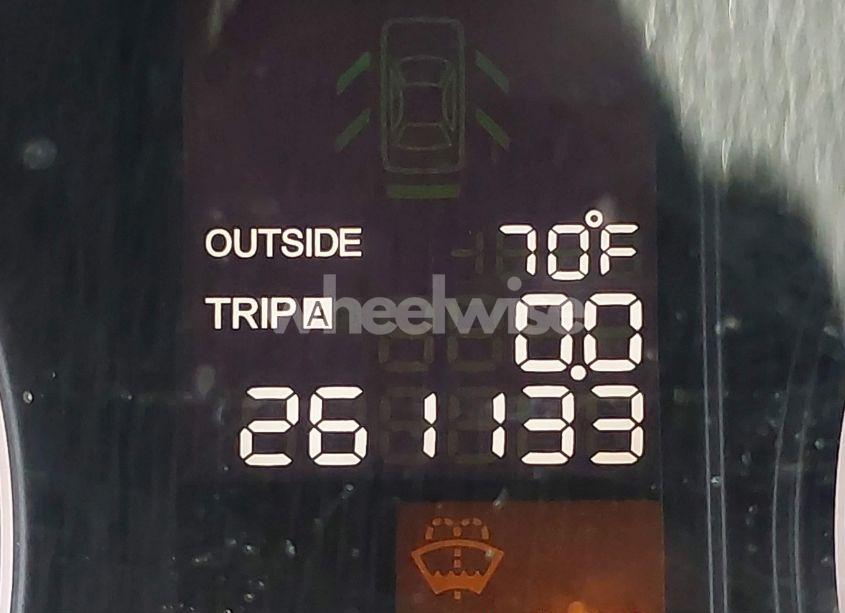 OUTSIDE 70°F
TRIP A 0.0
wheelwise
261133